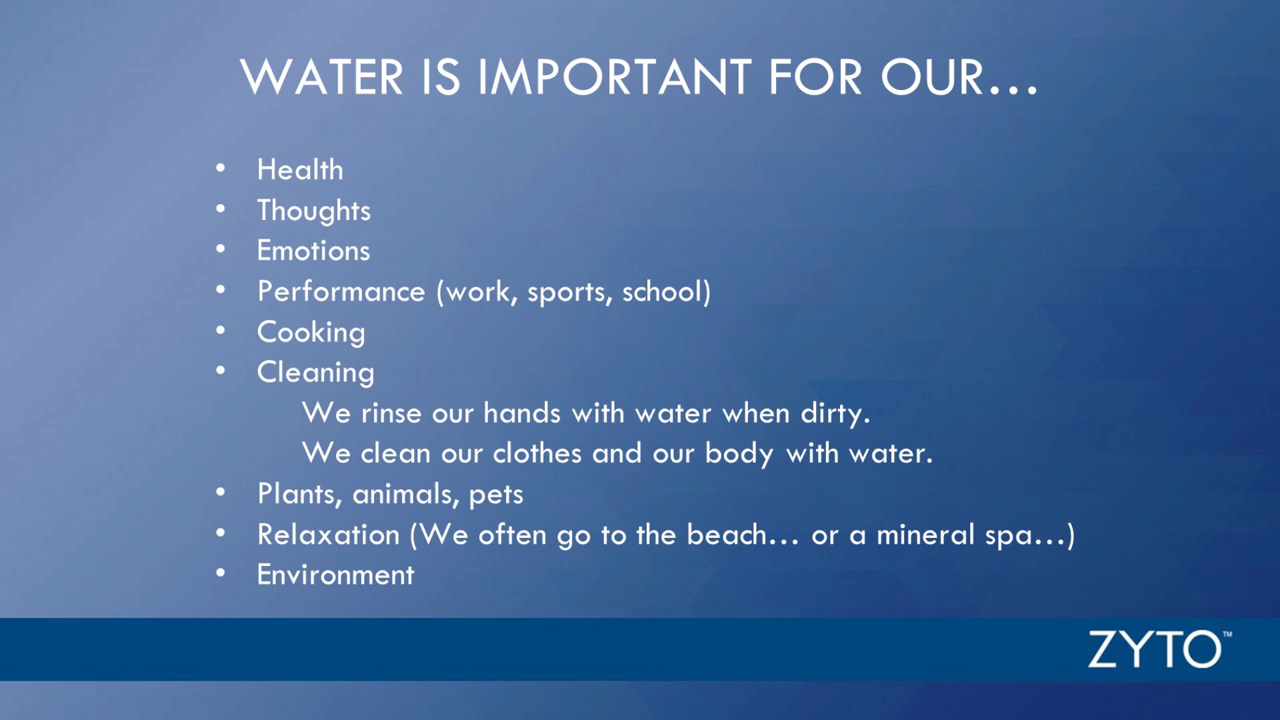 WATER IS IMPORTANT FOR OUR...
• Health
• Thoughts
• Emotions
• Performance (work, sports, school)
• Cooking
• Cleaning
We rinse our hands with water when dirty.
We clean our clothes and our body with water.
• Plants, animals, pets
• Relaxation (We often go to the beach... or a mineral spa...)
• Environment
ZYTO™